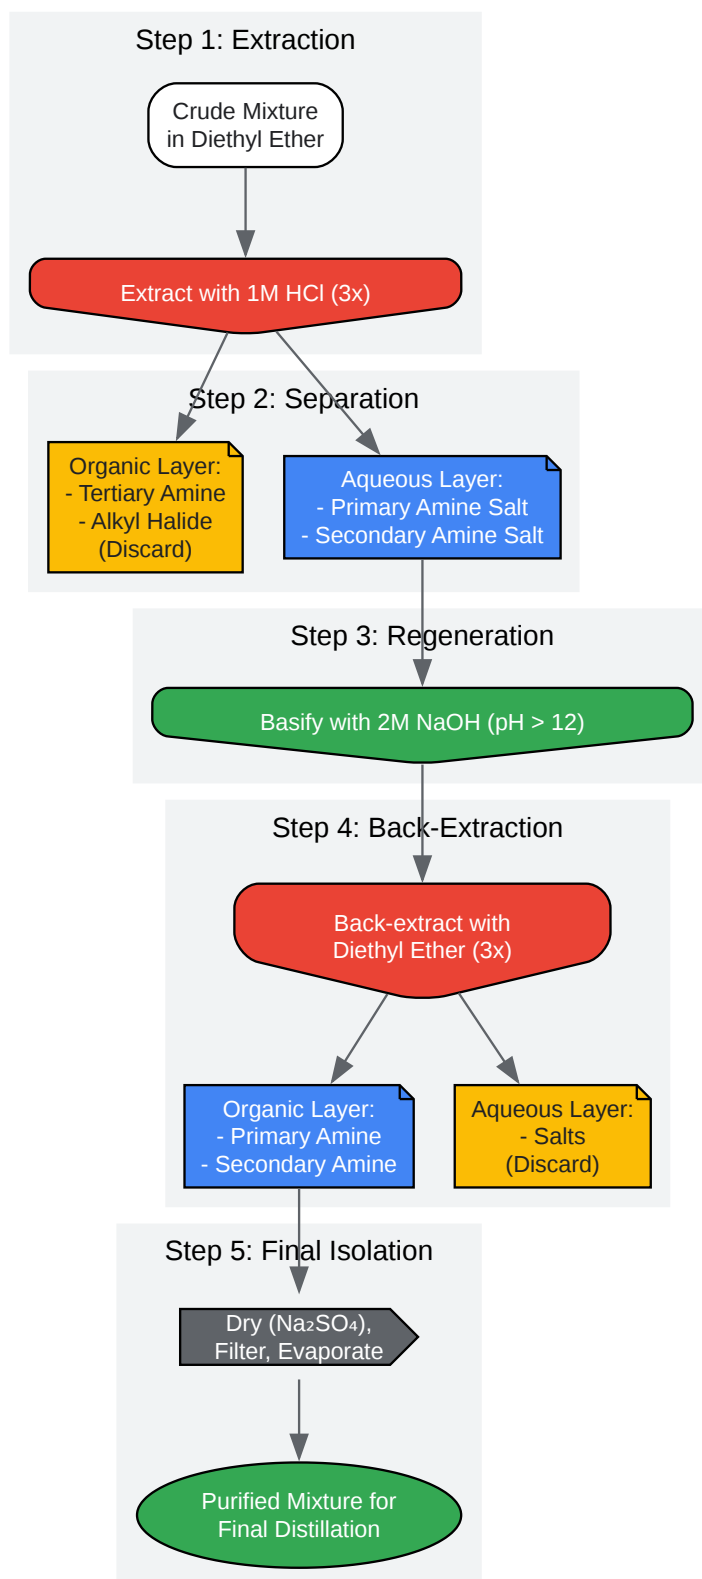 Step 1: Extraction
Crude Mixture
in Diethyl Ether
Extract with 1M HCl (3x)
Step 2: Separation
Organic Layer:
- Tertiary Amine
- Alkyl Halide
(Discard)
Aqueous Layer:
- Primary Amine Salt
- Secondary Amine Salt
Step 3: Regeneration
Basify with 2M NaOH (pH > 12)
Step 4: Back-Extraction
Back-extract with
Diethyl Ether (3x)
Organic Layer:
- Primary Amine
- Secondary Amine
Aqueous Layer:
- Salts
(Discard)
Step 5: Final Isolation
Dry (Na₂SO₄),
Filter, Evaporate
Purified Mixture for
Final Distillation